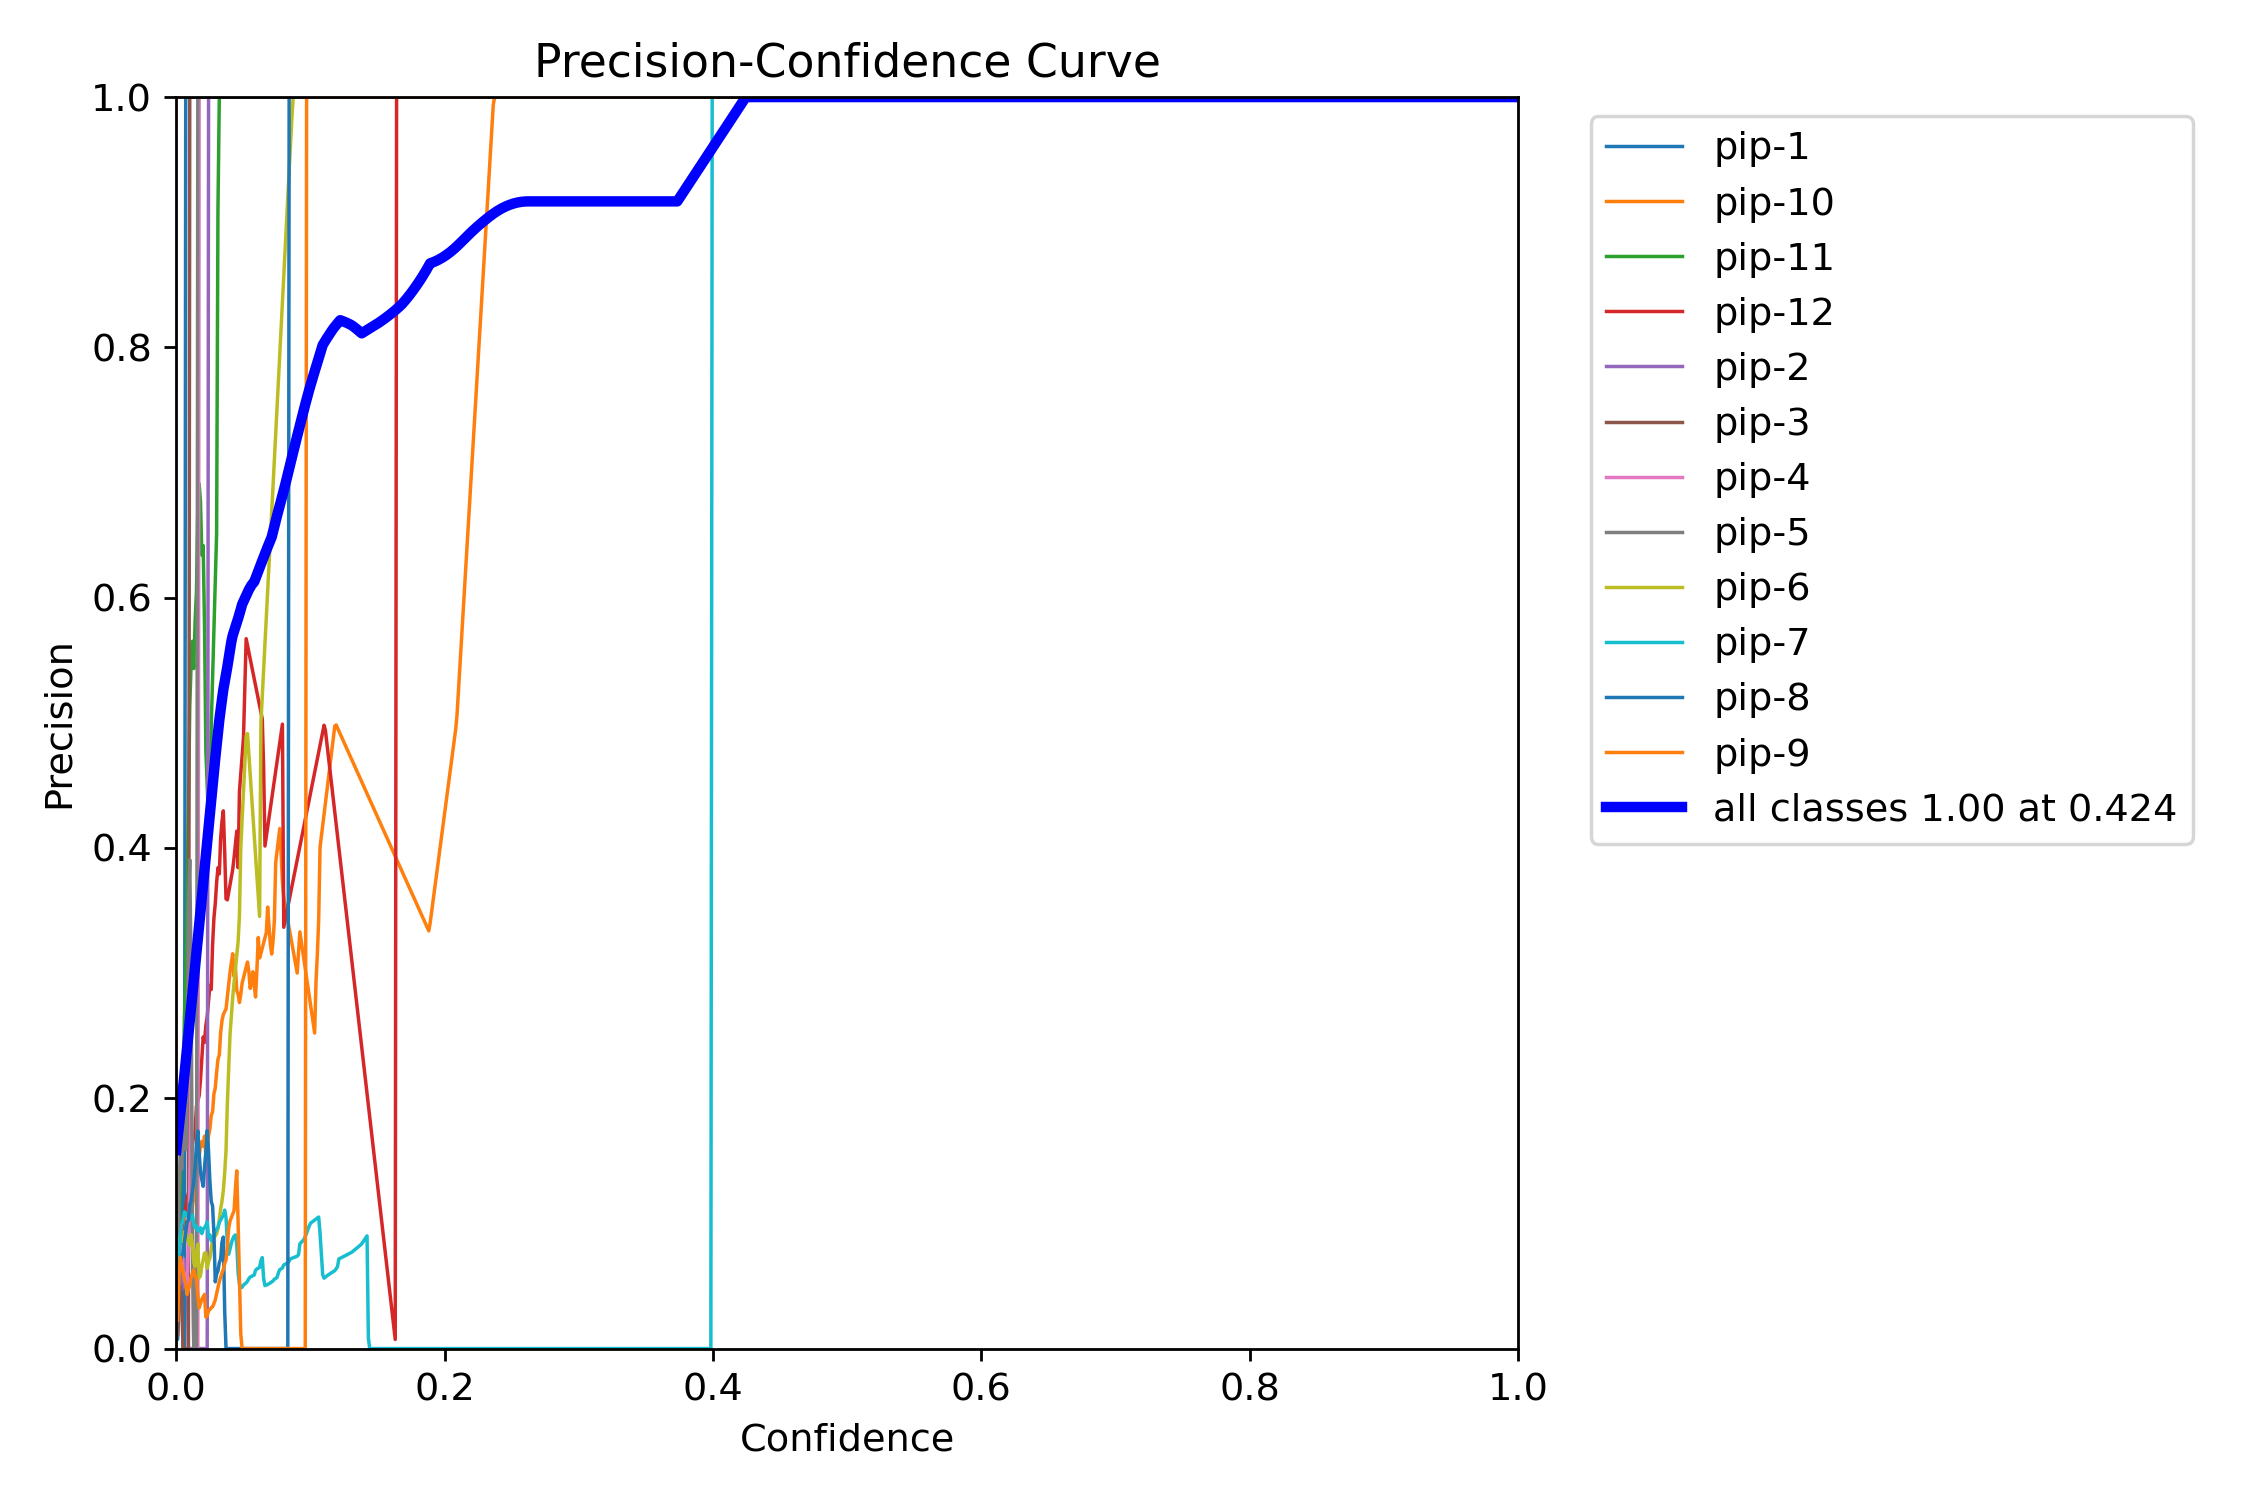 Precision-Confidence Curve
1.0
0.8
0.6
0.4
0.2
0.0
Precision
0.0 0.2 0.4 0.6 0.8 1.0
Confidence
pip-1
pip-10
pip-11
pip-12
pip-2
pip-3
pip-4
pip-5
pip-6
pip-7
pip-8
pip-9
all classes 1.00 at 0.424